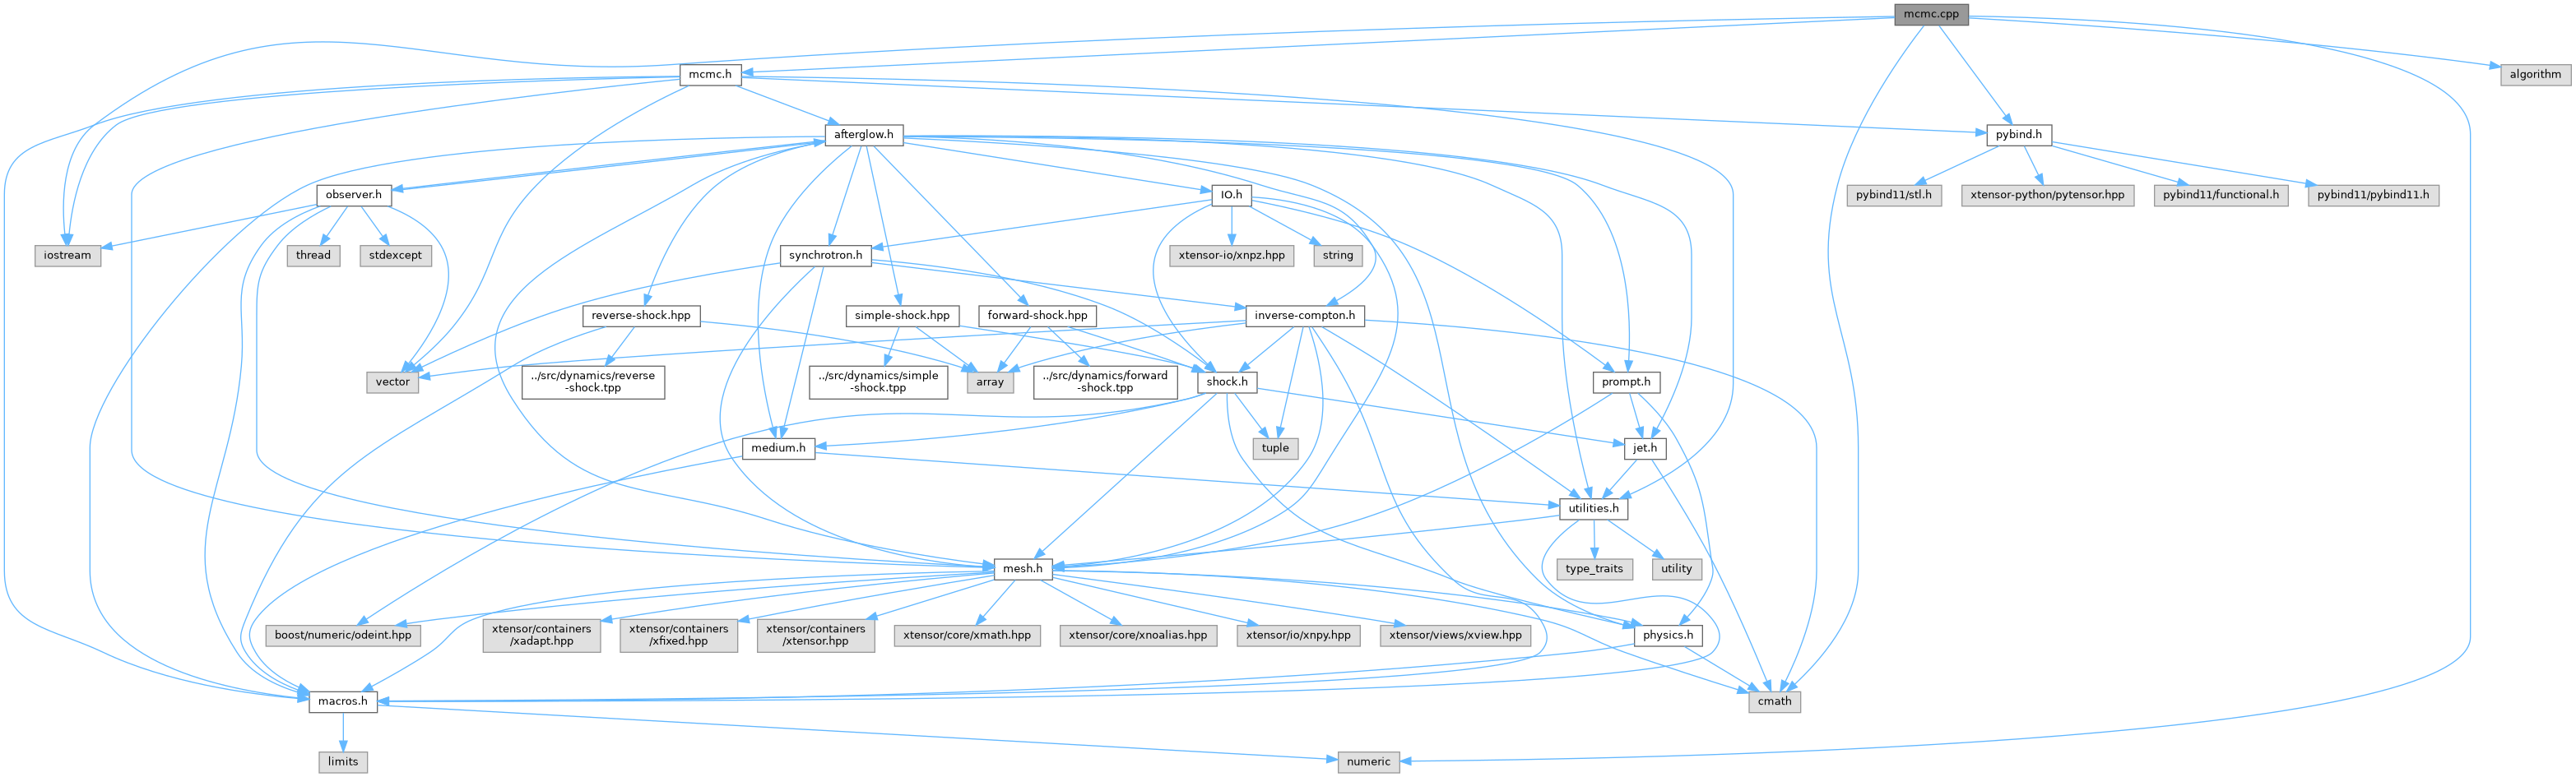 mcmc.cpp
mcmc.h
algorithm
afterglow.h
pybind.h
observer.h
IO.h
pybind11/stl.h
xtensor-python/pytensor.hpp
pybind11/functional.h
pybind11/pybind11.h
iostream
thread
stdexcept
synchrotron.h
xtensor-io/xnpz.hpp
string
reverse-shock.hpp
simple-shock.hpp
forward-shock.hpp
inverse-compton.h
vector
../src/dynamics/reverse
-shock.tpp
../src/dynamics/simple
-shock.tpp
array
../src/dynamics/forward
-shock.tpp
shock.h
prompt.h
medium.h
tuple
jet.h
utilities.h
mesh.h
type_traits
utility
boost/numeric/odeint.hpp
xtensor/containers
/xadapt.hpp
xtensor/containers
/xfixed.hpp
xtensor/containers
/xtensor.hpp
xtensor/core/xmath.hpp
xtensor/core/xnoalias.hpp
xtensor/io/xnpy.hpp
xtensor/views/xview.hpp
physics.h
macros.h
cmath
limits
numeric